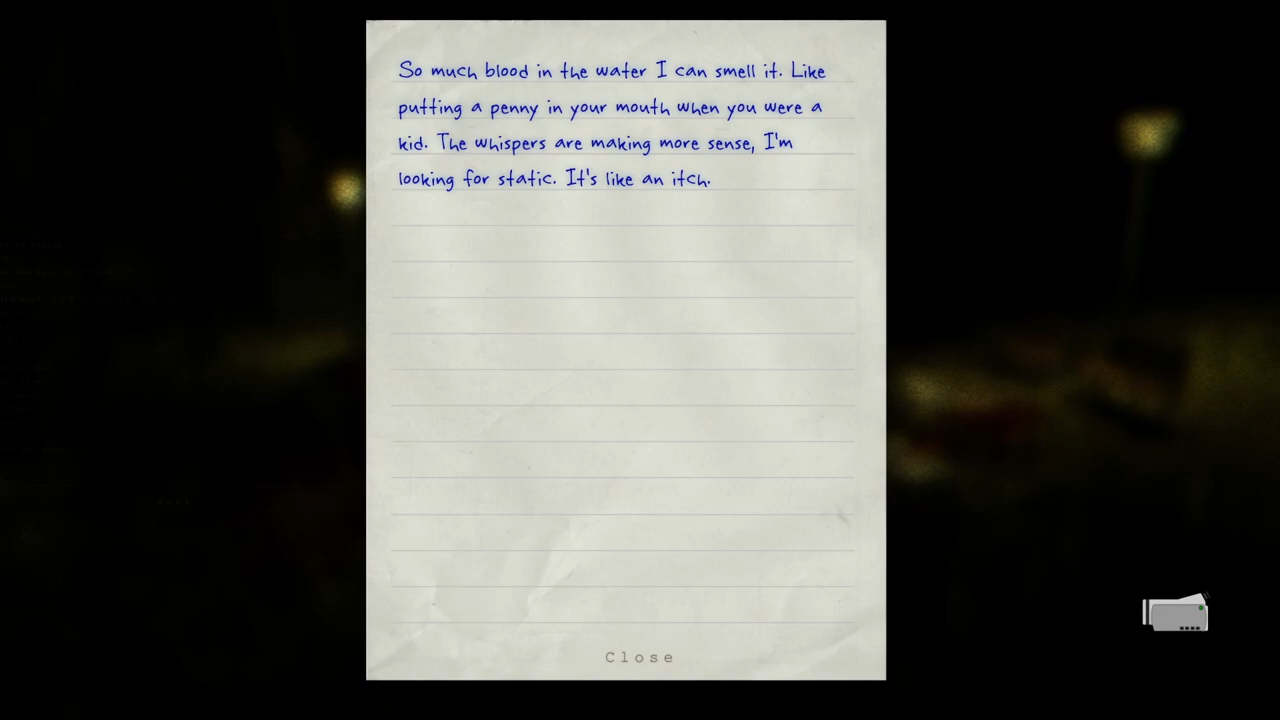 So much blood in the water I can smell it. Like
putting a penny in your mouth when you were a
kid. The whispers are making more sense, I'm
looking for static. It's like an itch.
Close